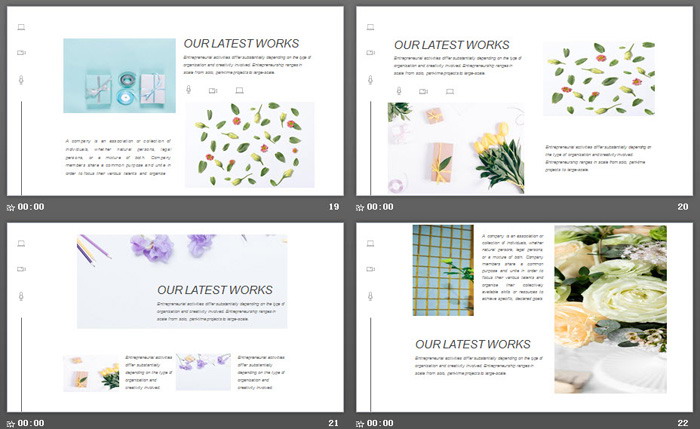 OUR LATEST WORKS
Entrepreneurial activities differ substantially depending on the type of
organisation and creativity involved. Entrepreneurship ranges in
scale from solo, part-time projects to large-scale.
A company is an association or collection of
individuals, whether natural persons, legal
persons, or a mixture of both. Company
members share a common purpose and unite in
order to focus their various talents and organise
00:00
19
OUR LATEST WORKS
Entrepreneurial activities differ substantially depending on the type of
organisation and creativity involved. Entrepreneurship ranges in
scale from solo, part-time projects to large-scale.
Entrepreneurial activities differ substantially depending on
the type of organisation and creativity involved.
Entrepreneurship ranges in scale from solo, part-time
projects to large-scale.
00:00
20
OUR LATEST WORKS
Entrepreneurial activities differ substantially depending on the type of
organisation and creativity involved. Entrepreneurship ranges in
scale from solo, part-time projects to large-scale.
Entrepreneurial activities
differ substantially
depending on the type of
organisation and
creativity involved.
Entrepreneurial activities
differ substantially
depending on the type of
organisation and
creativity involved.
00:00
21
A company is an association or
collection of individuals, whether
natural persons, legal persons,
or a mixture of both. Company
members share a common
purpose and unite in order to
focus their various talents and
organise their collectively
available skills or resources to
achieve specific, declared goals
OUR LATEST WORKS
Entrepreneurial activities differ substantially depending on the type of
organisation and creativity involved. Entrepreneurship ranges in
scale from solo, part-time projects to large-scale.
00:00
22